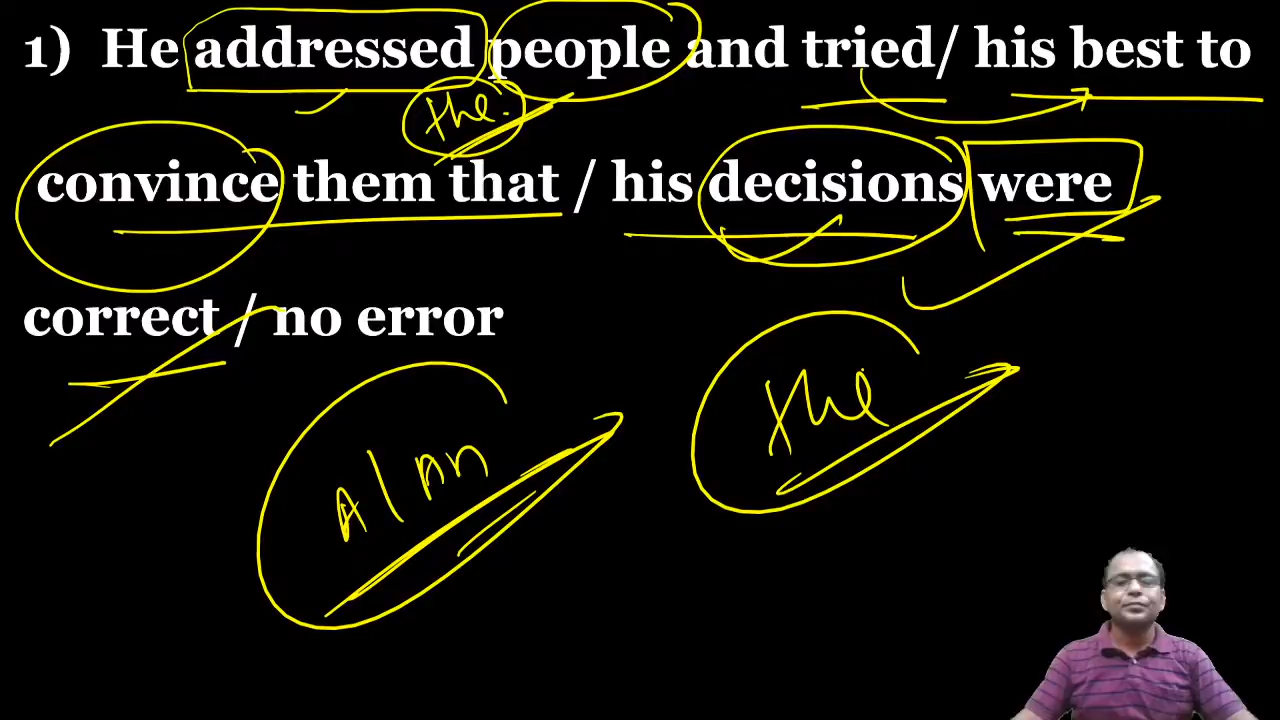 1) He addressed people and tried/ his best to
the.
convince them that / his decisions were
correct / no error
A/An
the